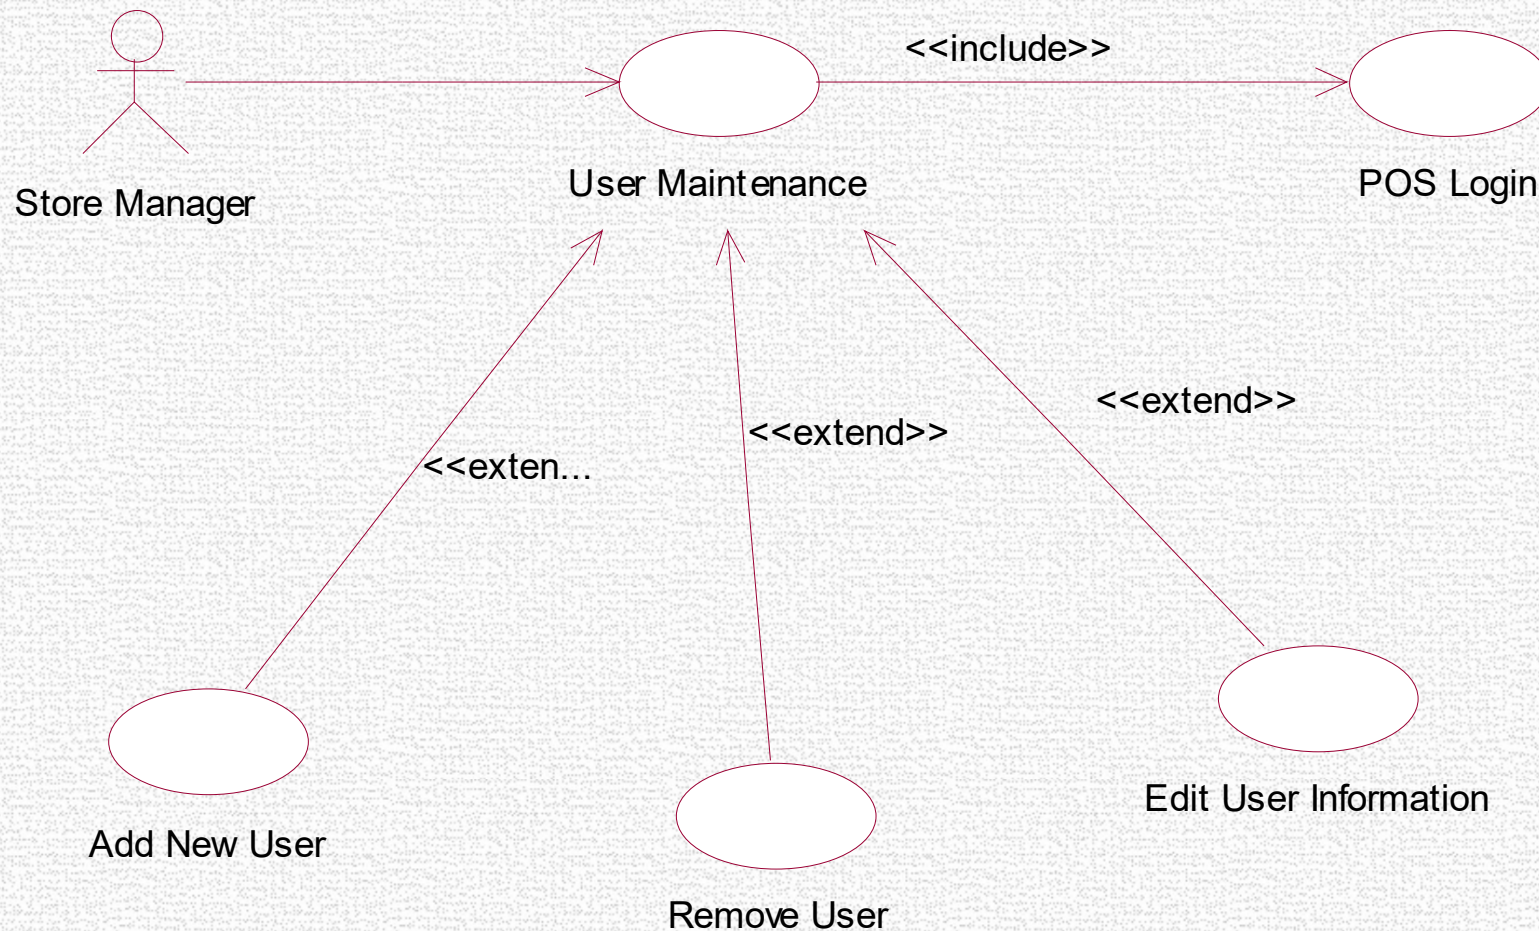 <<include>>
Store Manager
User Maintenance
POS Login
<<exten...
<<extend>>
<<extend>>
Add New User
Remove User
Edit User Information